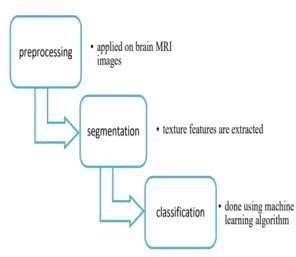 preprocessing
• applied on brain MRI
images
segmentation
• texture features are extracted
classification
• done using machine
learning algorithm